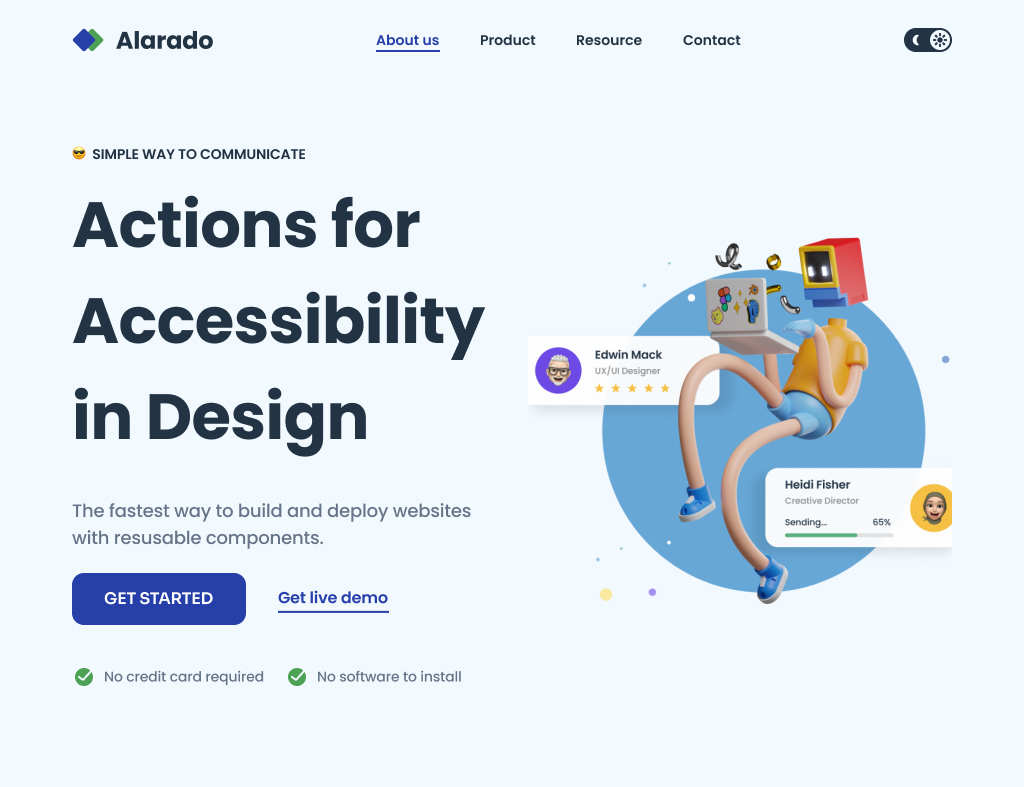 Alarado
About us
Product
Resource
Contact
😎 SIMPLE WAY TO COMMUNICATE
Actions for
Accessibility
in Design
The fastest way to build and deploy websites
with resusable components.
GET STARTED
Get live demo
No credit card required
No software to install
Edwin Mack
UX/UI Designer
Heidi Fisher
Creative Director
Sending...
65%